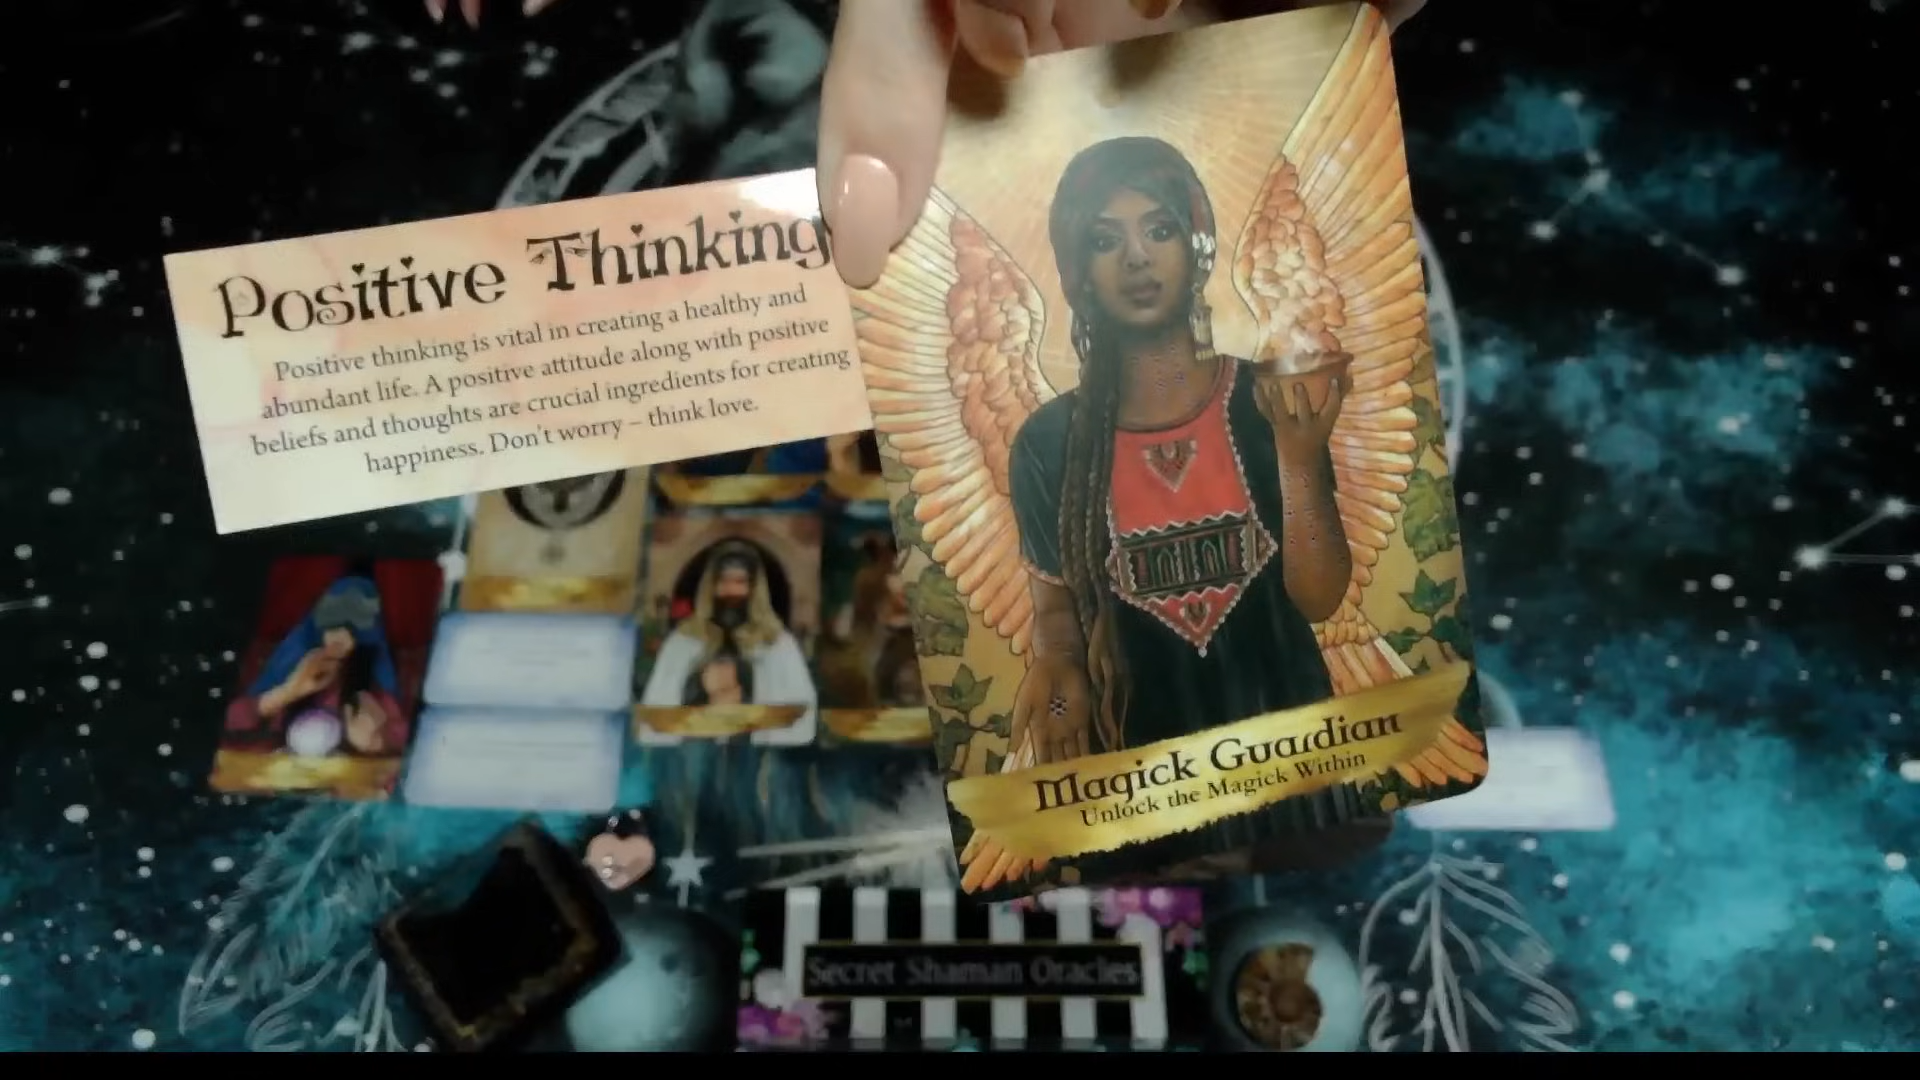 Positive Thinking
Positive thinking is vital in creating a healthy and
abundant life. A positive attitude along with positive
beliefs and thoughts are crucial ingredients for creating
happiness. Don't worry – think love.
Magick Guardian
Unlock the Magick Within
Secret Shaman Oracles